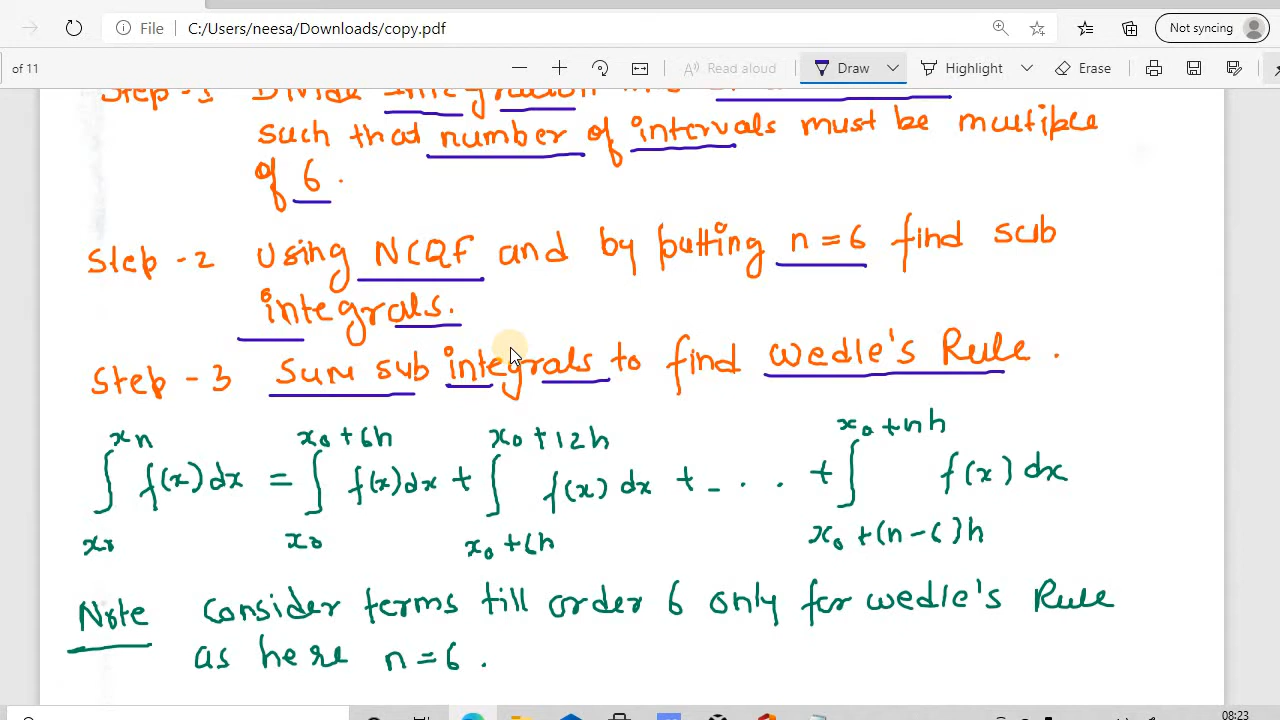 File C:/Users/neesa/Downloads/copy.pdf Not syncing
of 11 Read aloud Draw Highlight Erase
Step - 1 Divide Integration
such that number of intervals must be multiple
of 6.
Step - 2 Using NCQF and by putting n = 6 find sub
integrals.
Step - 3 Sum sub integrals to find wedle's Rule.
∫_{x₀}^{xn} f(x) dx = ∫_{x₀}^{x₀+6h} f(x) dx + ∫_{x₀+6h}^{x₀+12h} f(x) dx + - . . . + ∫_{x₀+(n-6)h}^{x₀+nh} f(x) dx
Note Consider terms till order 6 only for wedle's Rule
as here n = 6.
08:23